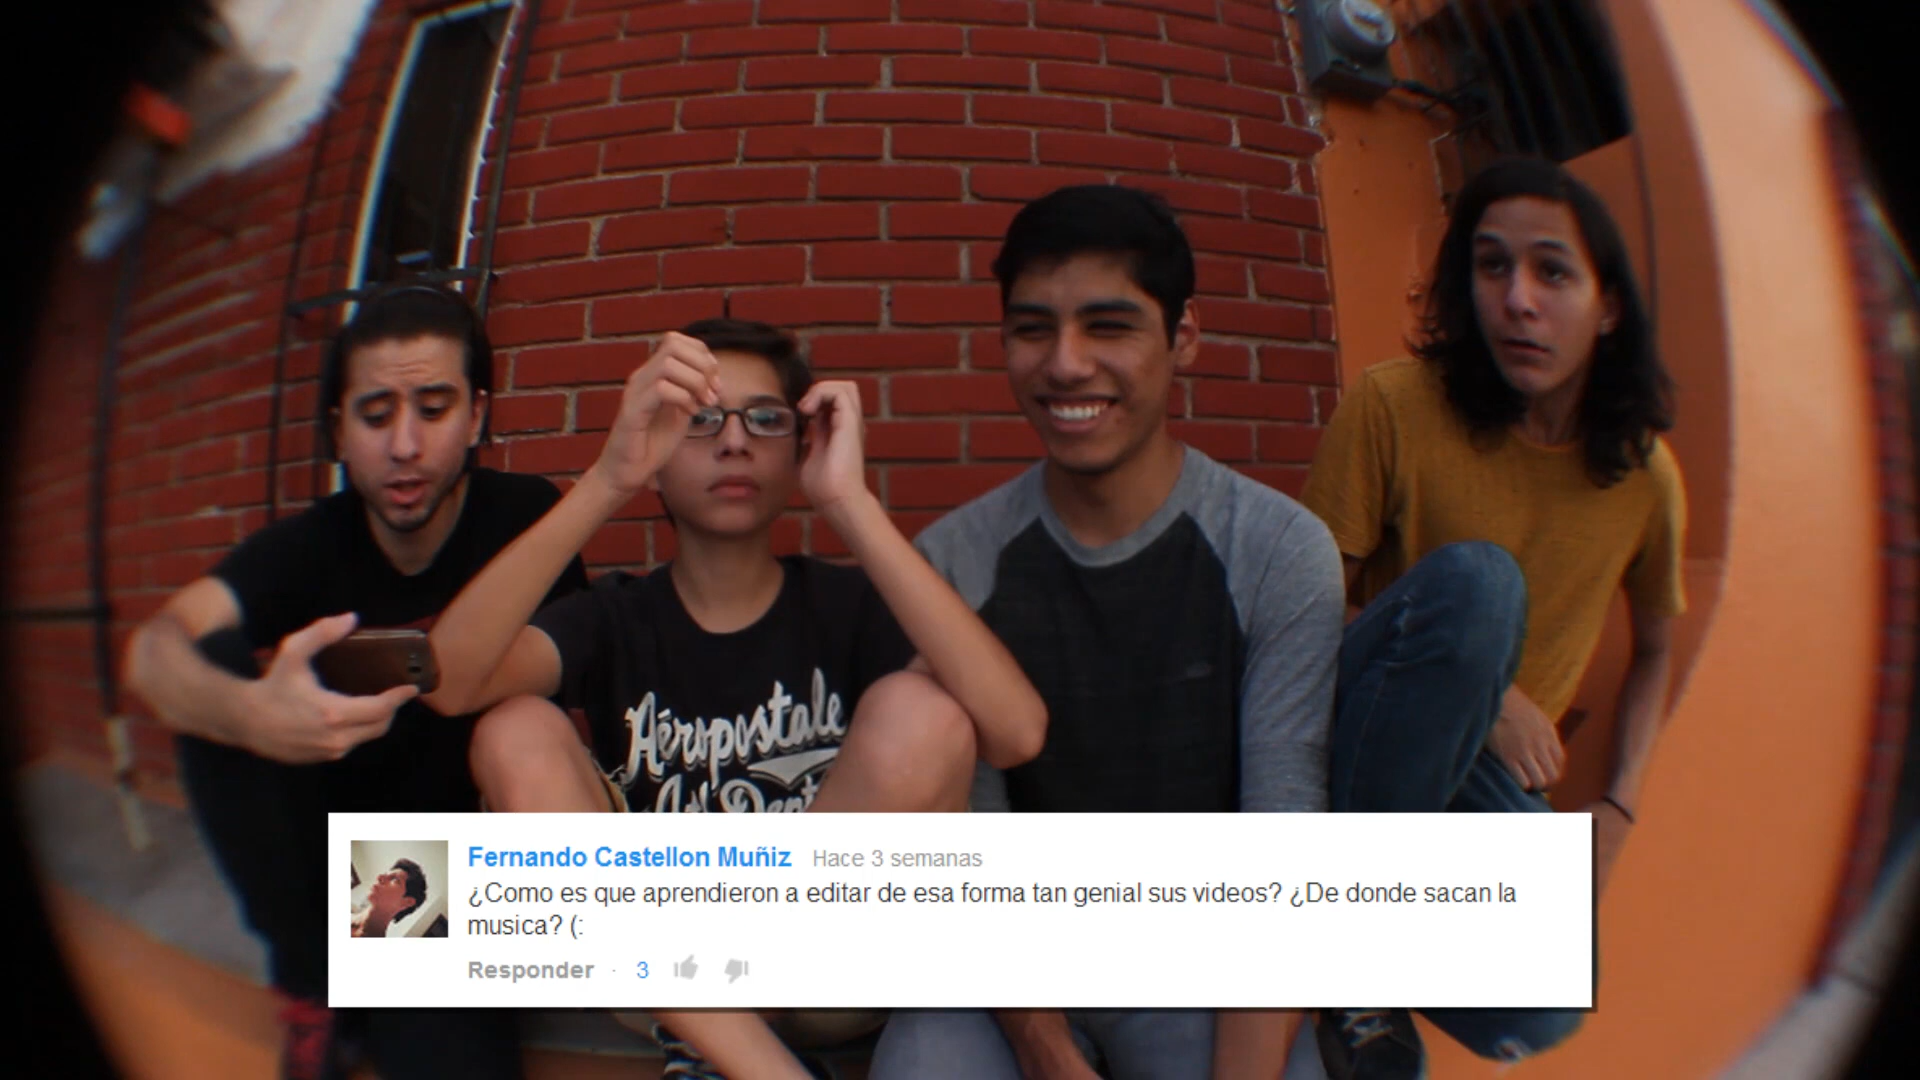 Aéropostale
Fernando Castellon Muñiz Hace 3 semanas
¿Como es que aprendieron a editar de esa forma tan genial sus videos? ¿De donde sacan la
musica? (:
Responder · 3